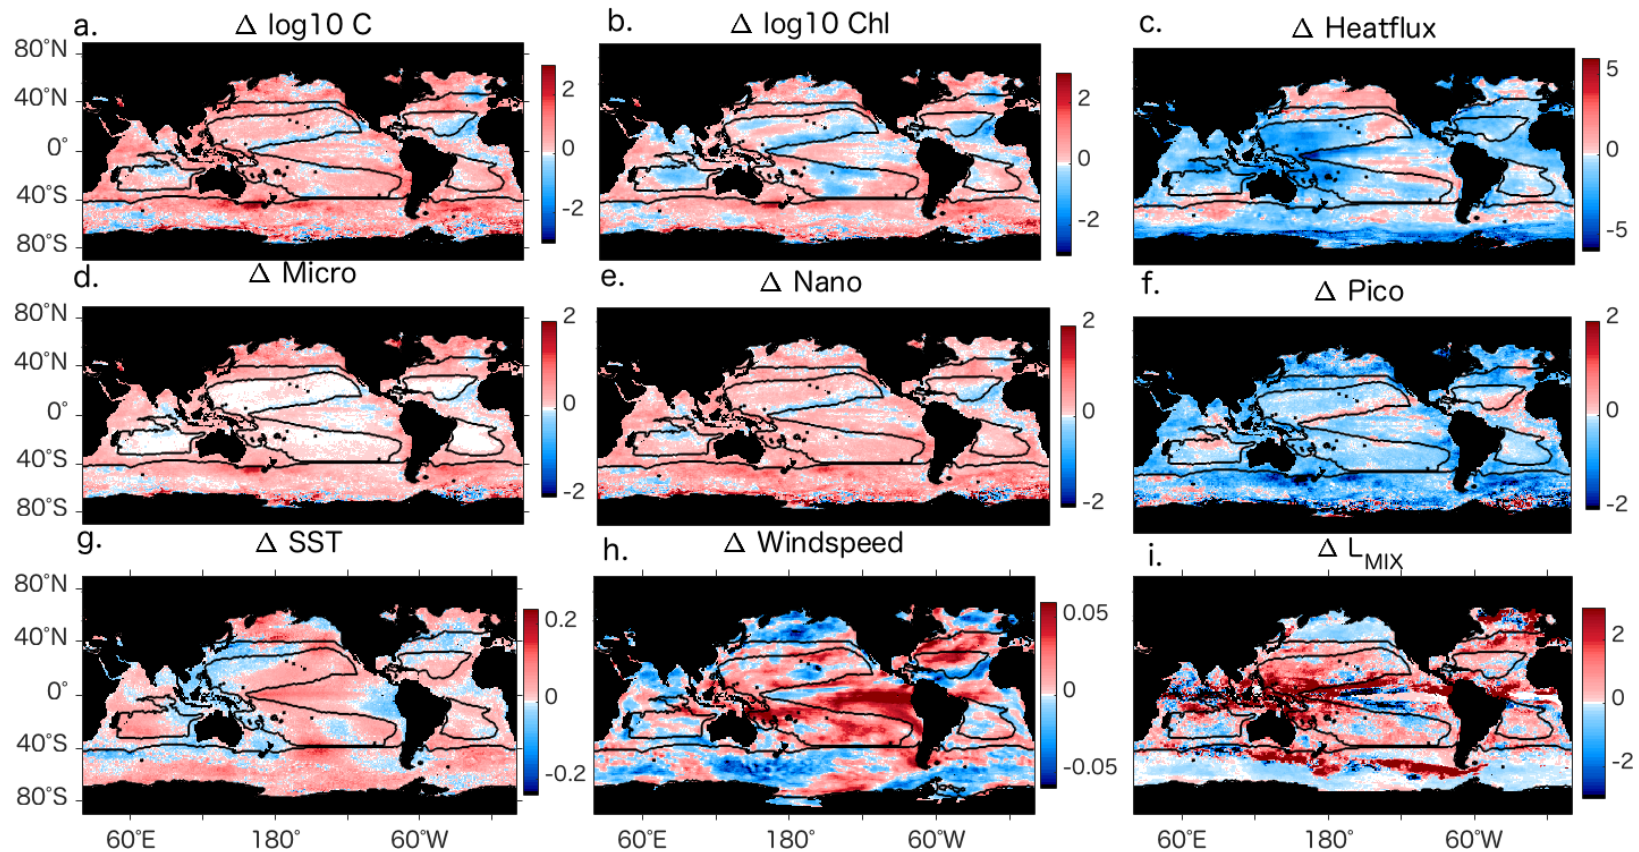 a. Δ log10 C
b. Δ log10 Chl
c. Δ Heatflux
80°N
40°N
0°
40°S
80°S
2
0
-2
2
0
-2
5
0
-5
d. Δ Micro
e. Δ Nano
f. Δ Pico
80°N
40°N
0°
40°S
80°S
2
0
-2
2
0
-2
2
0
-2
g. Δ SST
h. Δ Windspeed
i. Δ L_MIX
80°N
40°N
0°
40°S
80°S
0.2
0
-0.2
0.05
0
-0.05
2
0
-2
60°E 180° 60°W
60°E 180° 60°W
60°E 180° 60°W